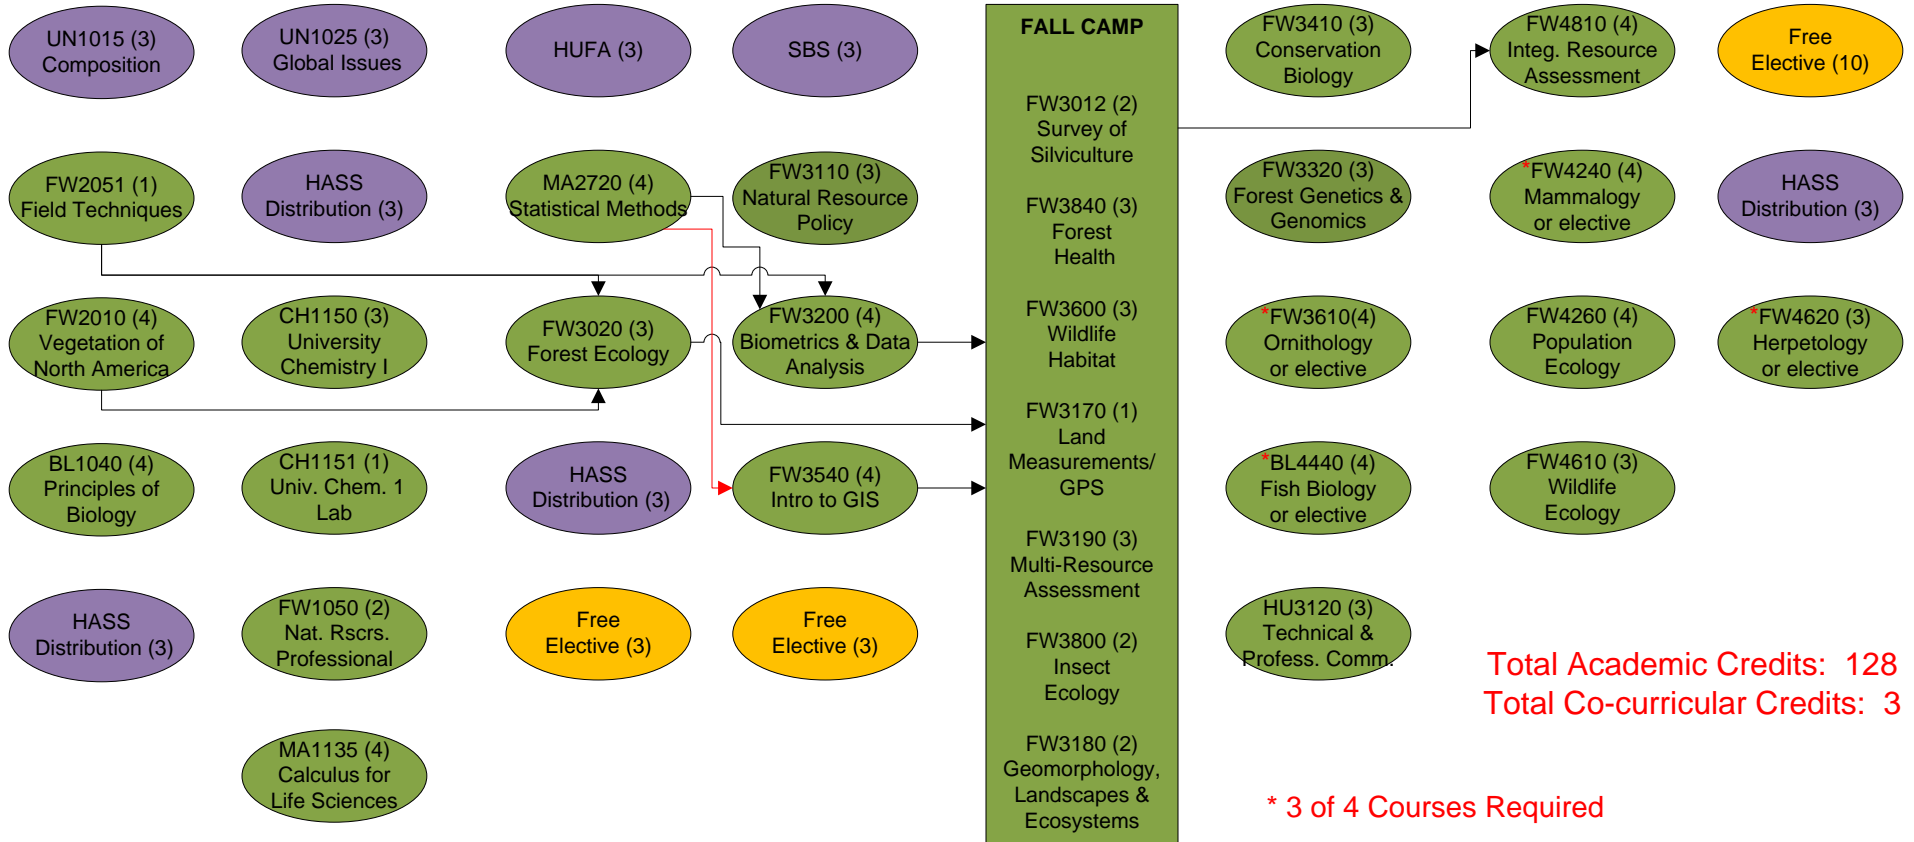 UN1015 (3)
Composition
UN1025 (3)
Global Issues
HUFA (3)
SBS (3)
FW2051 (1)
Field Techniques
HASS
Distribution (3)
MA2720 (4)
Statistical Methods
FW3110 (3)
Natural Resource
Policy
FW2010 (4)
Vegetation of
North America
CH1150 (3)
University
Chemistry I
FW3020 (3)
Forest Ecology
FW3200 (4)
Biometrics & Data
Analysis
BL1040 (4)
Principles of
Biology
CH1151 (1)
Univ. Chem. 1
Lab
HASS
Distribution (3)
FW3540 (4)
Intro to GIS
HASS
Distribution (3)
FW1050 (2)
Nat. Rscrs.
Professional
Free
Elective (3)
Free
Elective (3)
MA1135 (4)
Calculus for
Life Sciences
FALL CAMP
FW3012 (2)
Survey of
Silviculture
FW3840 (3)
Forest
Health
FW3600 (3)
Wildlife
Habitat
FW3170 (1)
Land
Measurements/
GPS
FW3190 (3)
Multi-Resource
Assessment
FW3800 (2)
Insect
Ecology
FW3180 (2)
Geomorphology,
Landscapes &
Ecosystems
FW3410 (3)
Conservation
Biology
FW4810 (4)
Integ. Resource
Assessment
Free
Elective (10)
FW3320 (3)
Forest Genetics &
Genomics
*FW4240 (4)
Mammalogy
or elective
HASS
Distribution (3)
*FW3610(4)
Ornithology
or elective
FW4260 (4)
Population
Ecology
*FW4620 (3)
Herpetology
or elective
*BL4440 (4)
Fish Biology
or elective
FW4610 (3)
Wildlife
Ecology
HU3120 (3)
Technical &
Profess. Comm.
Total Academic Credits: 128
Total Co-curricular Credits: 3
* 3 of 4 Courses Required